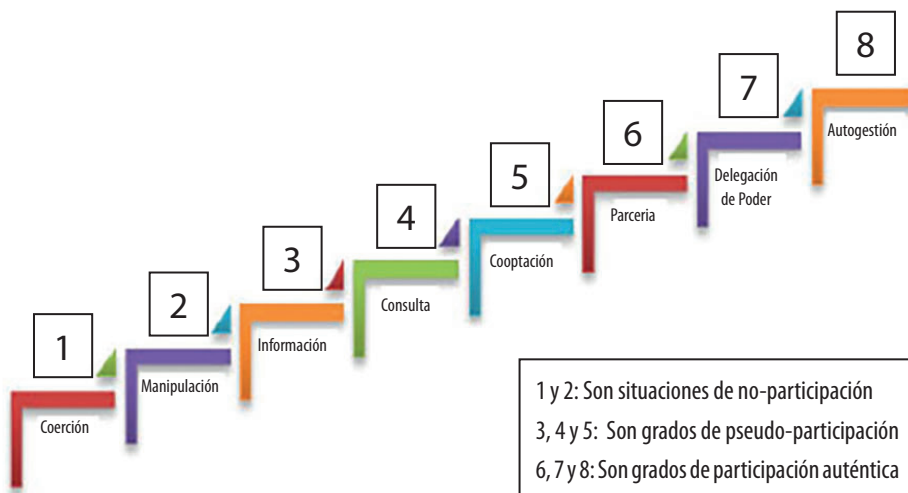 1
Coerción
2
Manipulación
3
Información
4
Consulta
5
Cooptación
6
Parceria
7
Delegación
de Poder
8
Autogestión
1 y 2: Son situaciones de no-participación
3, 4 y 5: Son grados de pseudo-participación
6, 7 y 8: Son grados de participación auténtica